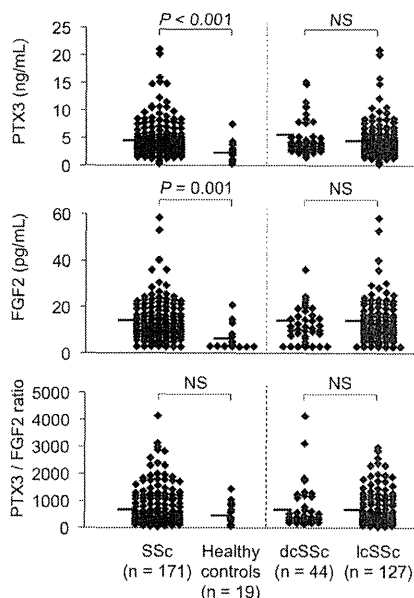 P < 0.001
NS
25
20
15
10
5
0
PTX3 (ng/mL)
P = 0.001
NS
60
40
20
0
FGF2 (pg/mL)
NS
NS
5000
4000
3000
2000
1000
0
PTX3 / FGF2 ratio
SSc
(n = 171)
Healthy
controls
(n = 19)
dcSSc
(n = 44)
lcSSc
(n = 127)